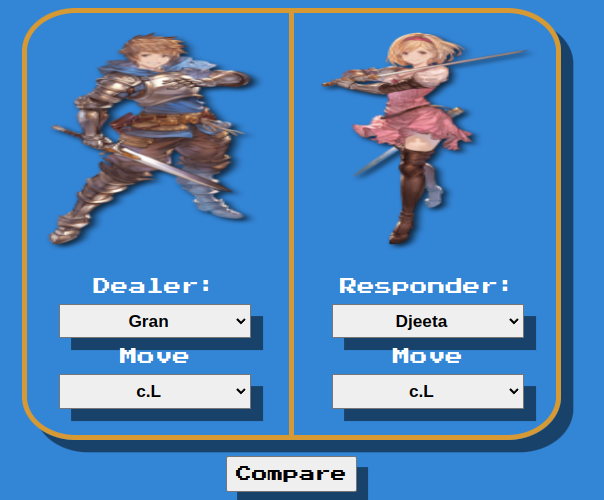 Dealer:
Gran
Move
c.L
Responder:
Djeeta
Move
c.L
Compare